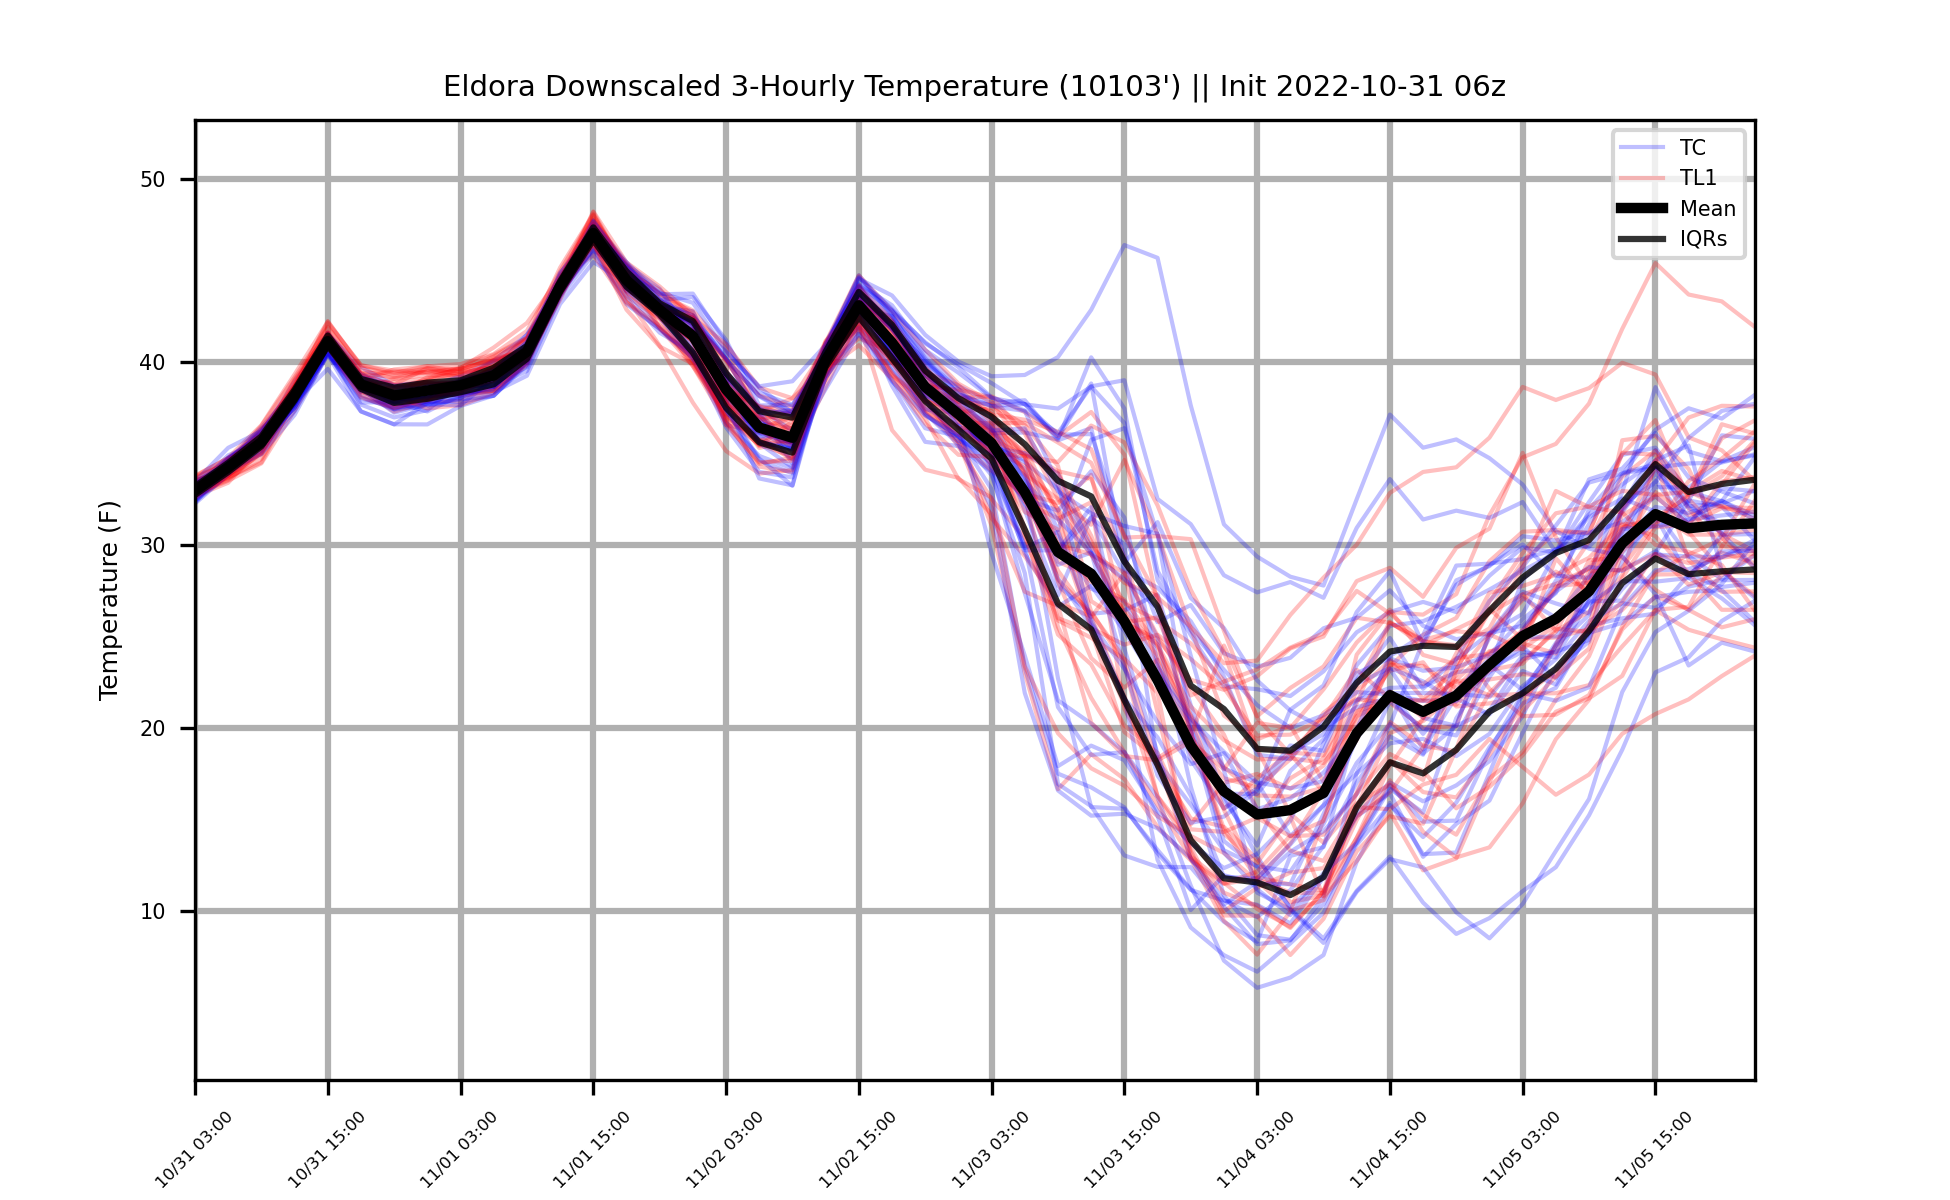 Eldora Downscaled 3-Hourly Temperature (10103') || Init 2022-10-31 06z
TC
TL1
Mean
IQRs
Temperature (F)
50
40
30
20
10
10/31 03:00
10/31 15:00
11/01 03:00
11/01 15:00
11/02 03:00
11/02 15:00
11/03 03:00
11/03 15:00
11/04 03:00
11/04 15:00
11/05 03:00
11/05 15:00